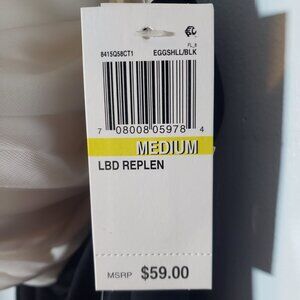 FL_8
8415Q58CT1 EGGSHLL/BLK
7 08008 05978 4
MEDIUM
LBD REPLEN
MSRP $59.00